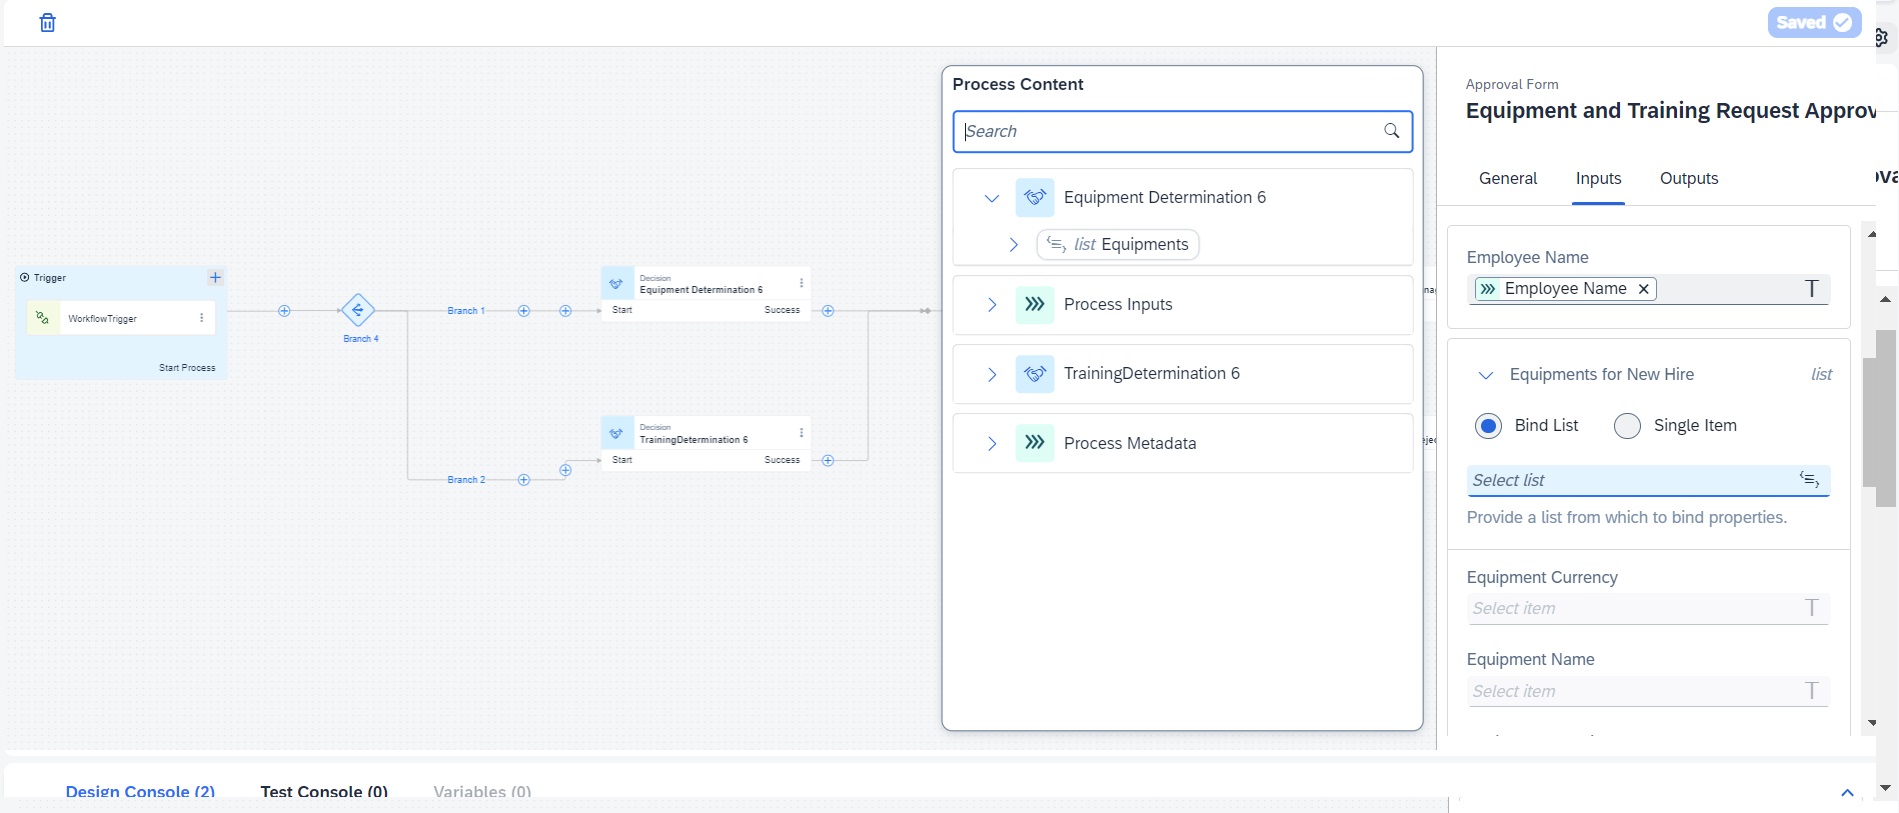 Saved
Trigger
WorkflowTrigger
Start Process
Branch 4
Branch 1
Branch 2
Decision
Equipment Determination 6
Start
Success
Decision
TrainingDetermination 6
Start
Success
Process Content
Search
Equipment Determination 6
list Equipments
Process Inputs
TrainingDetermination 6
Process Metadata
Approval Form
Equipment and Training Request Approv
General
Inputs
Outputs
Employee Name
Employee Name
Equipments for New Hire
list
Bind List
Single Item
Select list
Provide a list from which to bind properties.
Equipment Currency
Select item
Equipment Name
Select item
Design Console (2)
Test Console (0)
Variables (0)